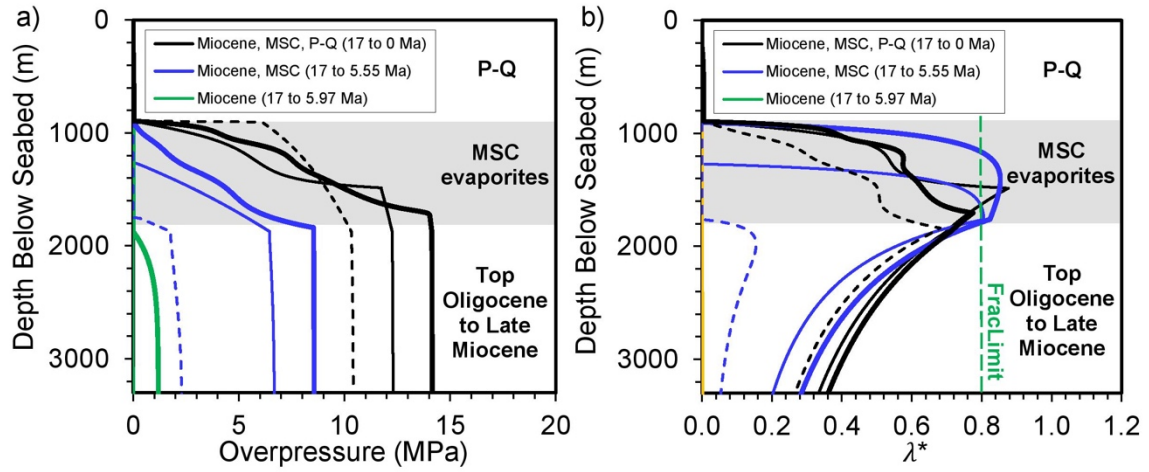 a)
Depth Below Seabed (m)
0
1000
2000
3000
Miocene, MSC, P-Q (17 to 0 Ma)
Miocene, MSC (17 to 5.55 Ma)
Miocene (17 to 5.97 Ma)
P-Q
MSC
evaporites
Top
Oligocene
to Late
Miocene
0 5 10 15 20
Overpressure (MPa)
b)
Depth Below Seabed (m)
0
1000
2000
3000
Miocene, MSC, P-Q (17 to 0 Ma)
Miocene, MSC (17 to 5.55 Ma)
Miocene (17 to 5.97 Ma)
P-Q
MSC
evaporites
Top
Oligocene
to Late
Miocene
FracLimit
0.0 0.2 0.4 0.6 0.8 1.0 1.2
λ*